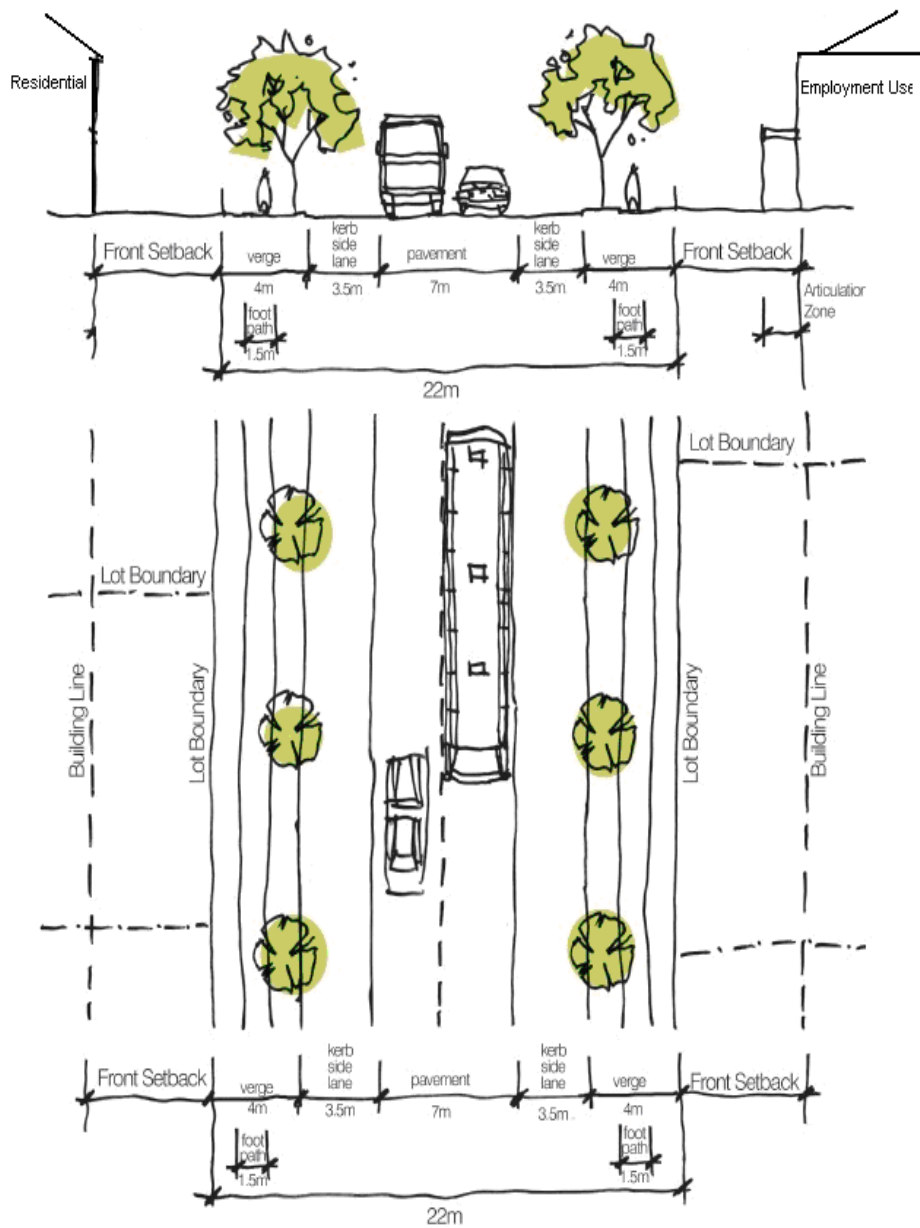 Residential
Employment Use
Front Setback
verge
kerb
side
lane
pavement
kerb
side
lane
verge
Front Setback
4m
3.5m
7m
3.5m
4m
Articulation
Zone
foot
path
1.5m
foot
path
1.5m
22m
Lot Boundary
Lot Boundary
Building Line
Lot Boundary
Lot Boundary
Building Line
Front Setback
verge
kerb
side
lane
pavement
kerb
side
lane
verge
Front Setback
4m
3.5m
7m
3.5m
4m
foot
path
1.5m
foot
path
1.5m
22m